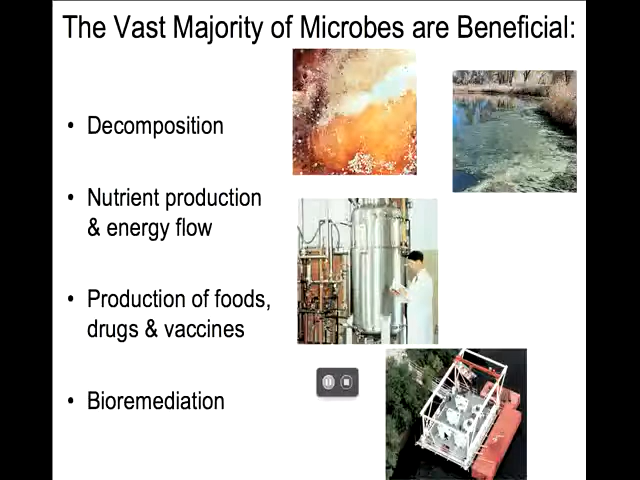 The Vast Majority of Microbes are Beneficial:
• Decomposition
• Nutrient production
& energy flow
• Production of foods,
drugs & vaccines
• Bioremediation